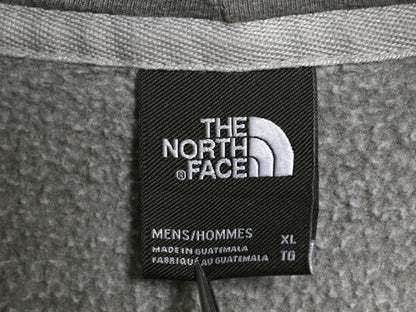 THE
NORTH
FACE
®
MENS/HOMMES XL
MADE IN GUATEMALA
FABRIQUÉ AU GUATEMALA TG